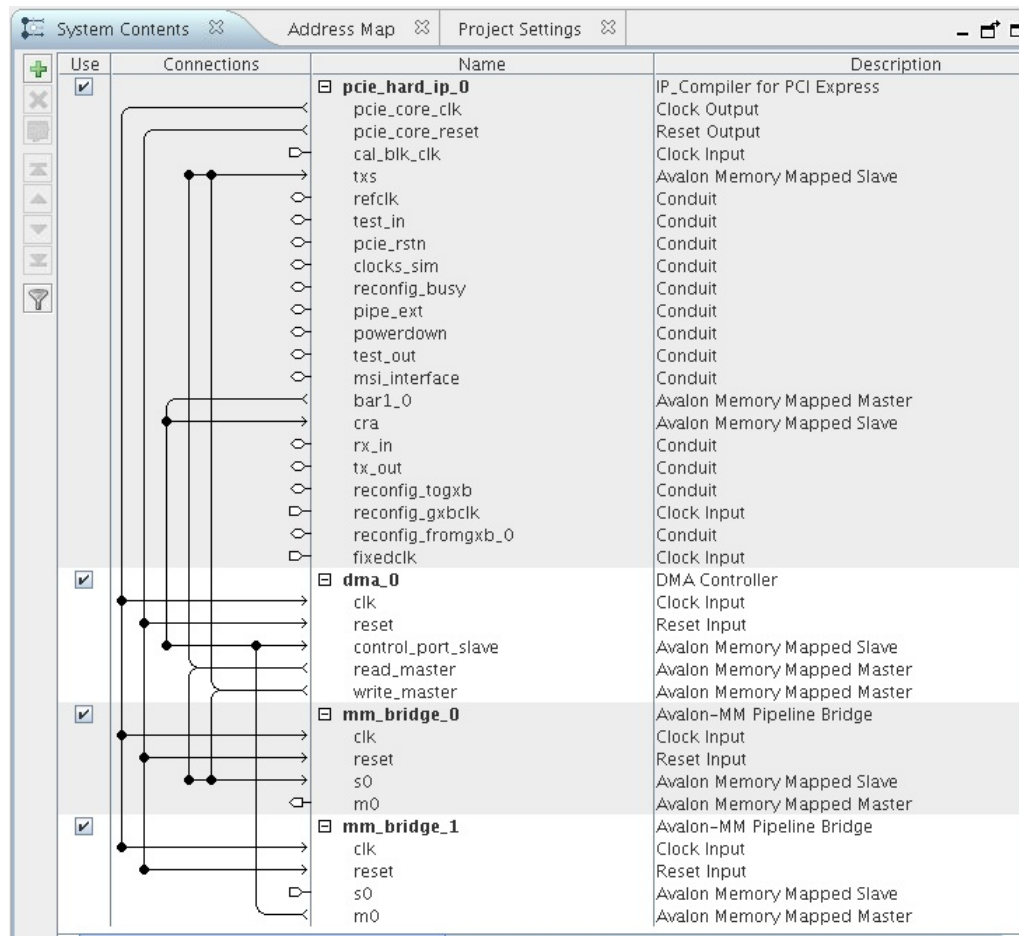 System Contents Address Map Project Settings
Use Connections Name Description
pcie_hard_ip_0 IP_Compiler for PCI Express
pcie_core_clk Clock Output
pcie_core_reset Reset Output
cal_blk_clk Clock Input
txs Avalon Memory Mapped Slave
refclk Conduit
test_in Conduit
pcie_rstn Conduit
clocks_sim Conduit
reconfig_busy Conduit
pipe_ext Conduit
powerdown Conduit
test_out Conduit
msi_interface Conduit
bar1_0 Avalon Memory Mapped Master
cra Avalon Memory Mapped Slave
rx_in Conduit
tx_out Conduit
reconfig_togxb Conduit
reconfig_gxbclk Clock Input
reconfig_fromgxb_0 Conduit
fixedclk Clock Input
dma_0 DMA Controller
clk Clock Input
reset Reset Input
control_port_slave Avalon Memory Mapped Slave
read_master Avalon Memory Mapped Master
write_master Avalon Memory Mapped Master
mm_bridge_0 Avalon-MM Pipeline Bridge
clk Clock Input
reset Reset Input
s0 Avalon Memory Mapped Slave
m0 Avalon Memory Mapped Master
mm_bridge_1 Avalon-MM Pipeline Bridge
clk Clock Input
reset Reset Input
s0 Avalon Memory Mapped Slave
m0 Avalon Memory Mapped Master